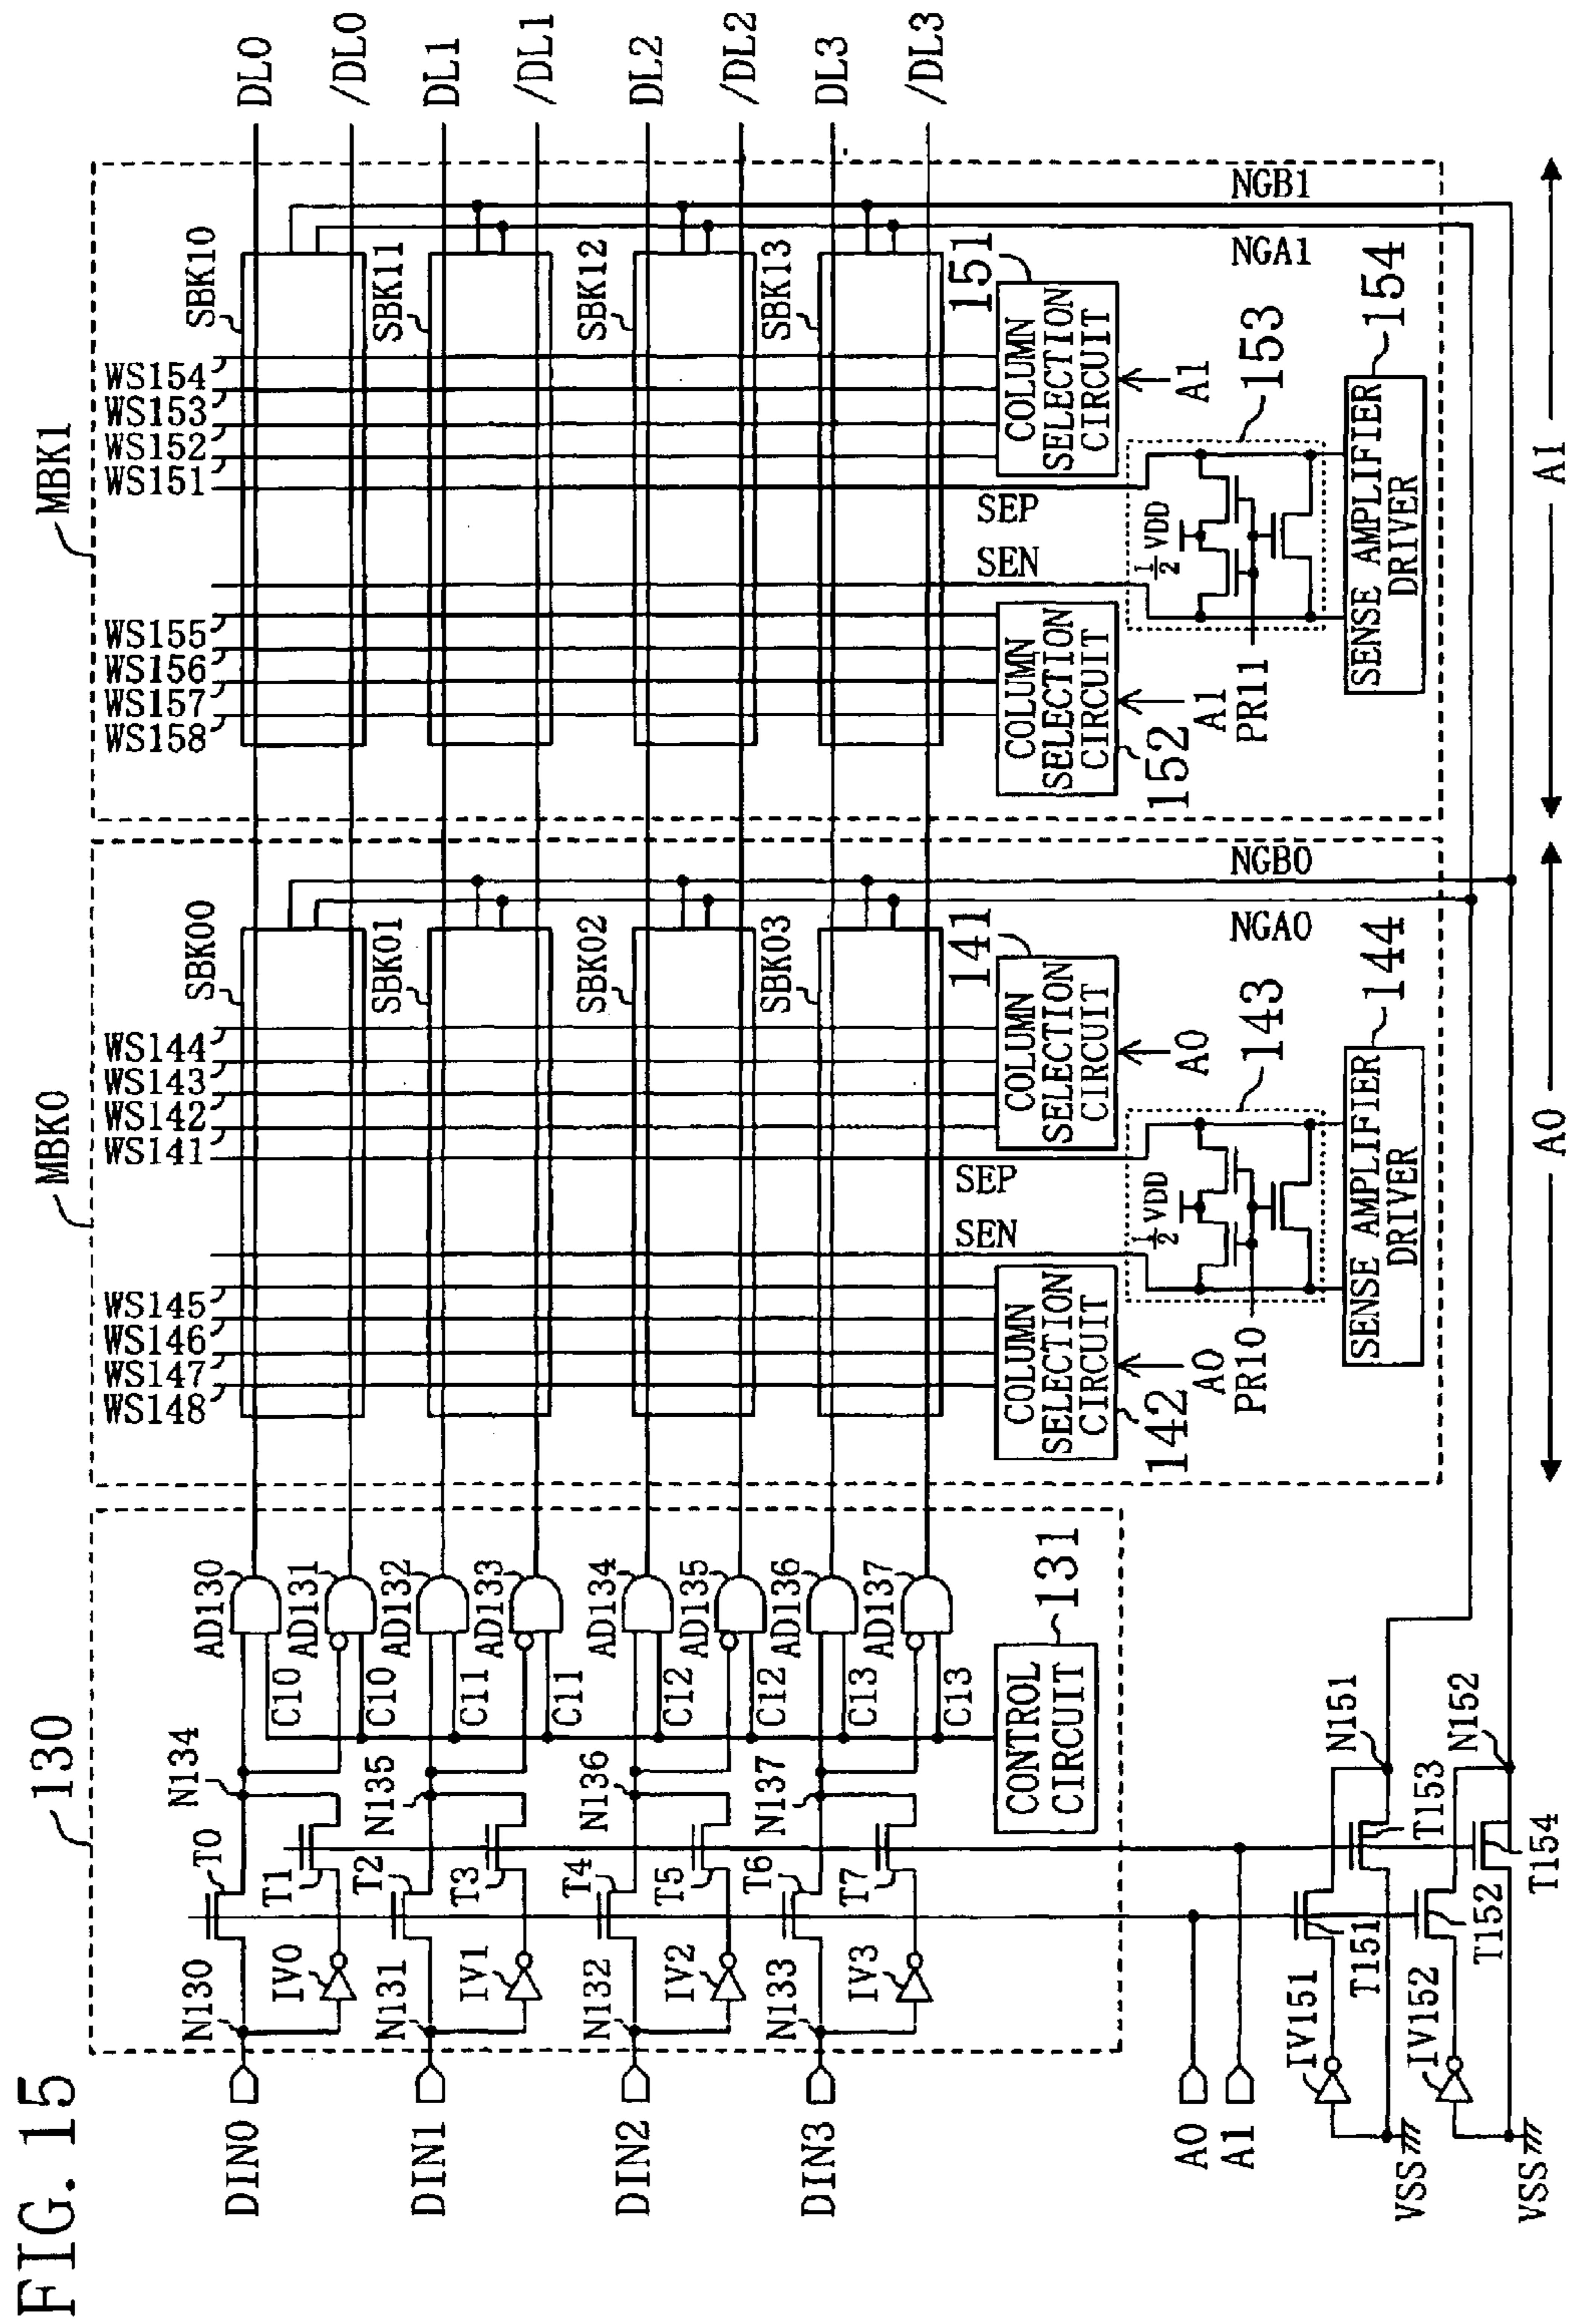 FIG. 15
130
MBK0
MBK1
DIN0
DIN1
DIN2
DIN3
A0
A1
VSS
VSS
N130
IV0
N131
IV1
N132
IV2
N133
IV3
T0
T1
T2
T3
T4
T5
T6
T7
N134
N135
N136
N137
AD130
AD131
AD132
AD133
AD134
AD135
AD136
AD137
C10
C10
C11
C11
C12
C12
C13
C13
CONTROL
CIRCUIT
131
IV151
IV152
T151
T152
T153
T154
N151
N152
WS148
WS147
WS146
WS145
WS141
WS142
WS143
WS144
SBK00
SBK01
SBK02
SBK03
SEN
SEP
COLUMN
SELECTION
CIRCUIT
142
A0
COLUMN
SELECTION
CIRCUIT
141
A0
PR10
1/2 VDD
143
SENSE AMPLIFIER
DRIVER
144
NGA0
NGB0
A0
WS158
WS157
WS156
WS155
WS151
WS152
WS153
WS154
SBK10
SBK11
SBK12
SBK13
SEN
SEP
COLUMN
SELECTION
CIRCUIT
152
A1
COLUMN
SELECTION
CIRCUIT
151
A1
PR11
1/2 VDD
153
SENSE AMPLIFIER
DRIVER
154
NGA1
NGB1
A1
DL0
/DL0
DL1
/DL1
DL2
/DL2
DL3
/DL3